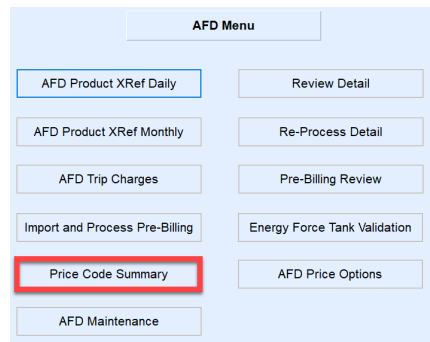 AFD Menu
AFD Product XRef Daily
Review Detail
AFD Product XRef Monthly
Re-Process Detail
AFD Trip Charges
Pre-Billing Review
Import and Process Pre-Billing
Energy Force Tank Validation
Price Code Summary
AFD Price Options
AFD Maintenance